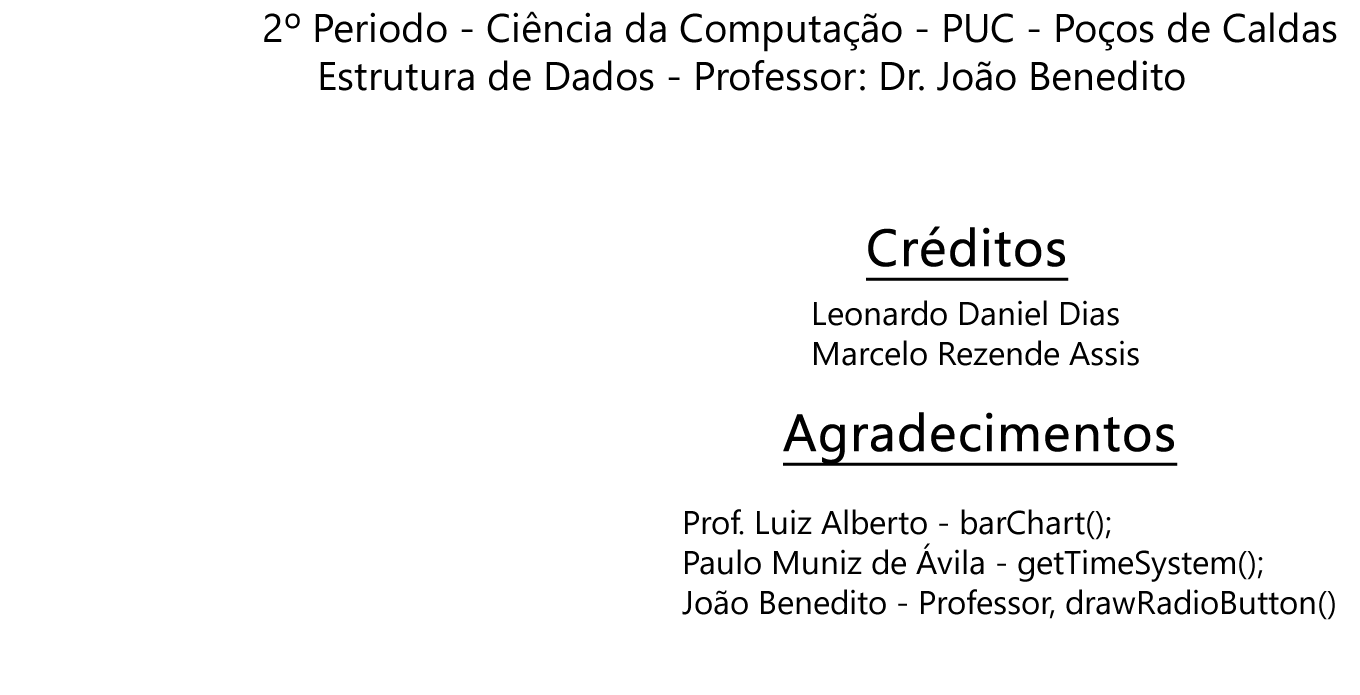 2º Periodo - Ciência da Computação - PUC - Poços de Caldas
Estrutura de Dados - Professor: Dr. João Benedito
Créditos
Leonardo Daniel Dias
Marcelo Rezende Assis
Agradecimentos
Prof. Luiz Alberto - barChart();
Paulo Muniz de Ávila - getTimeSystem();
João Benedito - Professor, drawRadioButton()